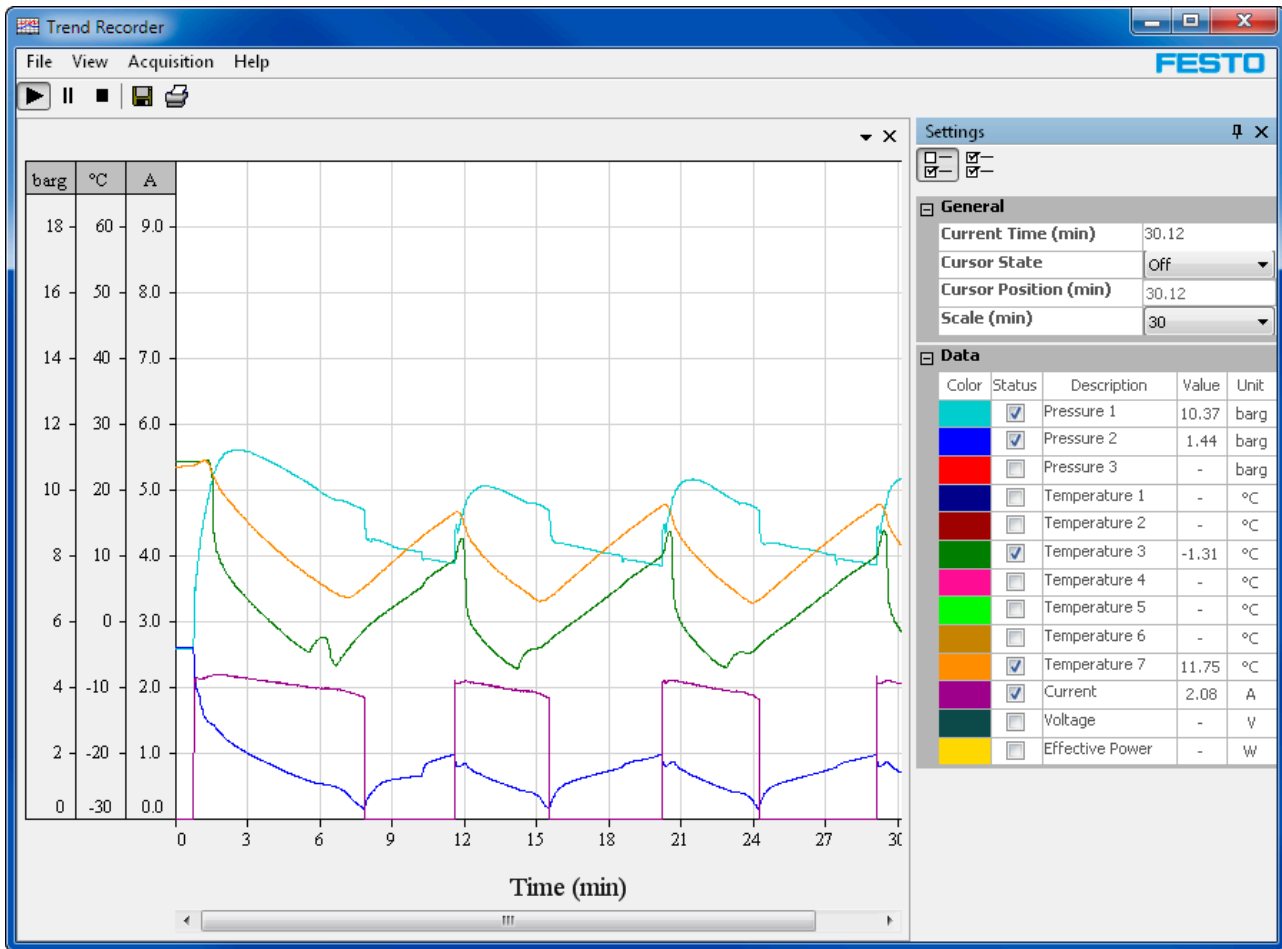 Trend Recorder
File View Acquisition Help
FESTO
Settings
barg °C A
18 60 9.0
16 50 8.0
14 40 7.0
12 30 6.0
10 20 5.0
8 10 4.0
6 0 3.0
4 -10 2.0
2 -20 1.0
0 -30 0.0
0 3 6 9 12 15 18 21 24 27 30
Time (min)
General
Current Time (min) 30.12
Cursor State Off
Cursor Position (min) 30.12
Scale (min) 30
Data
Color Status Description Value Unit
Pressure 1 10.37 barg
Pressure 2 1.44 barg
Pressure 3 - barg
Temperature 1 - °C
Temperature 2 - °C
Temperature 3 -1.31 °C
Temperature 4 - °C
Temperature 5 - °C
Temperature 6 - °C
Temperature 7 11.75 °C
Current 2.08 A
Voltage - V
Effective Power - W